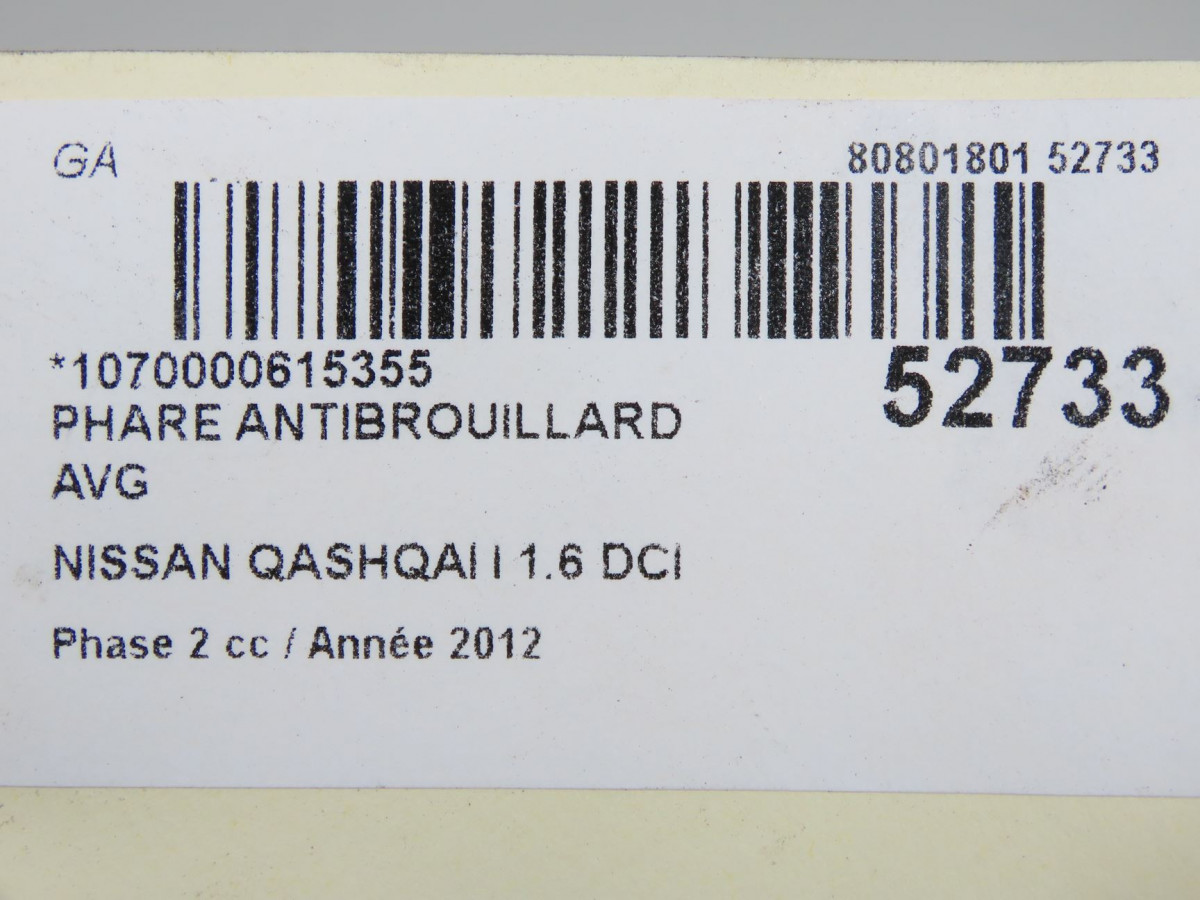 GA
80801801 52733
*1070000615355
52733
PHARE ANTIBROUILLARD
AVG
NISSAN QASHQAI I 1.6 DCI
Phase 2 cc / Année 2012